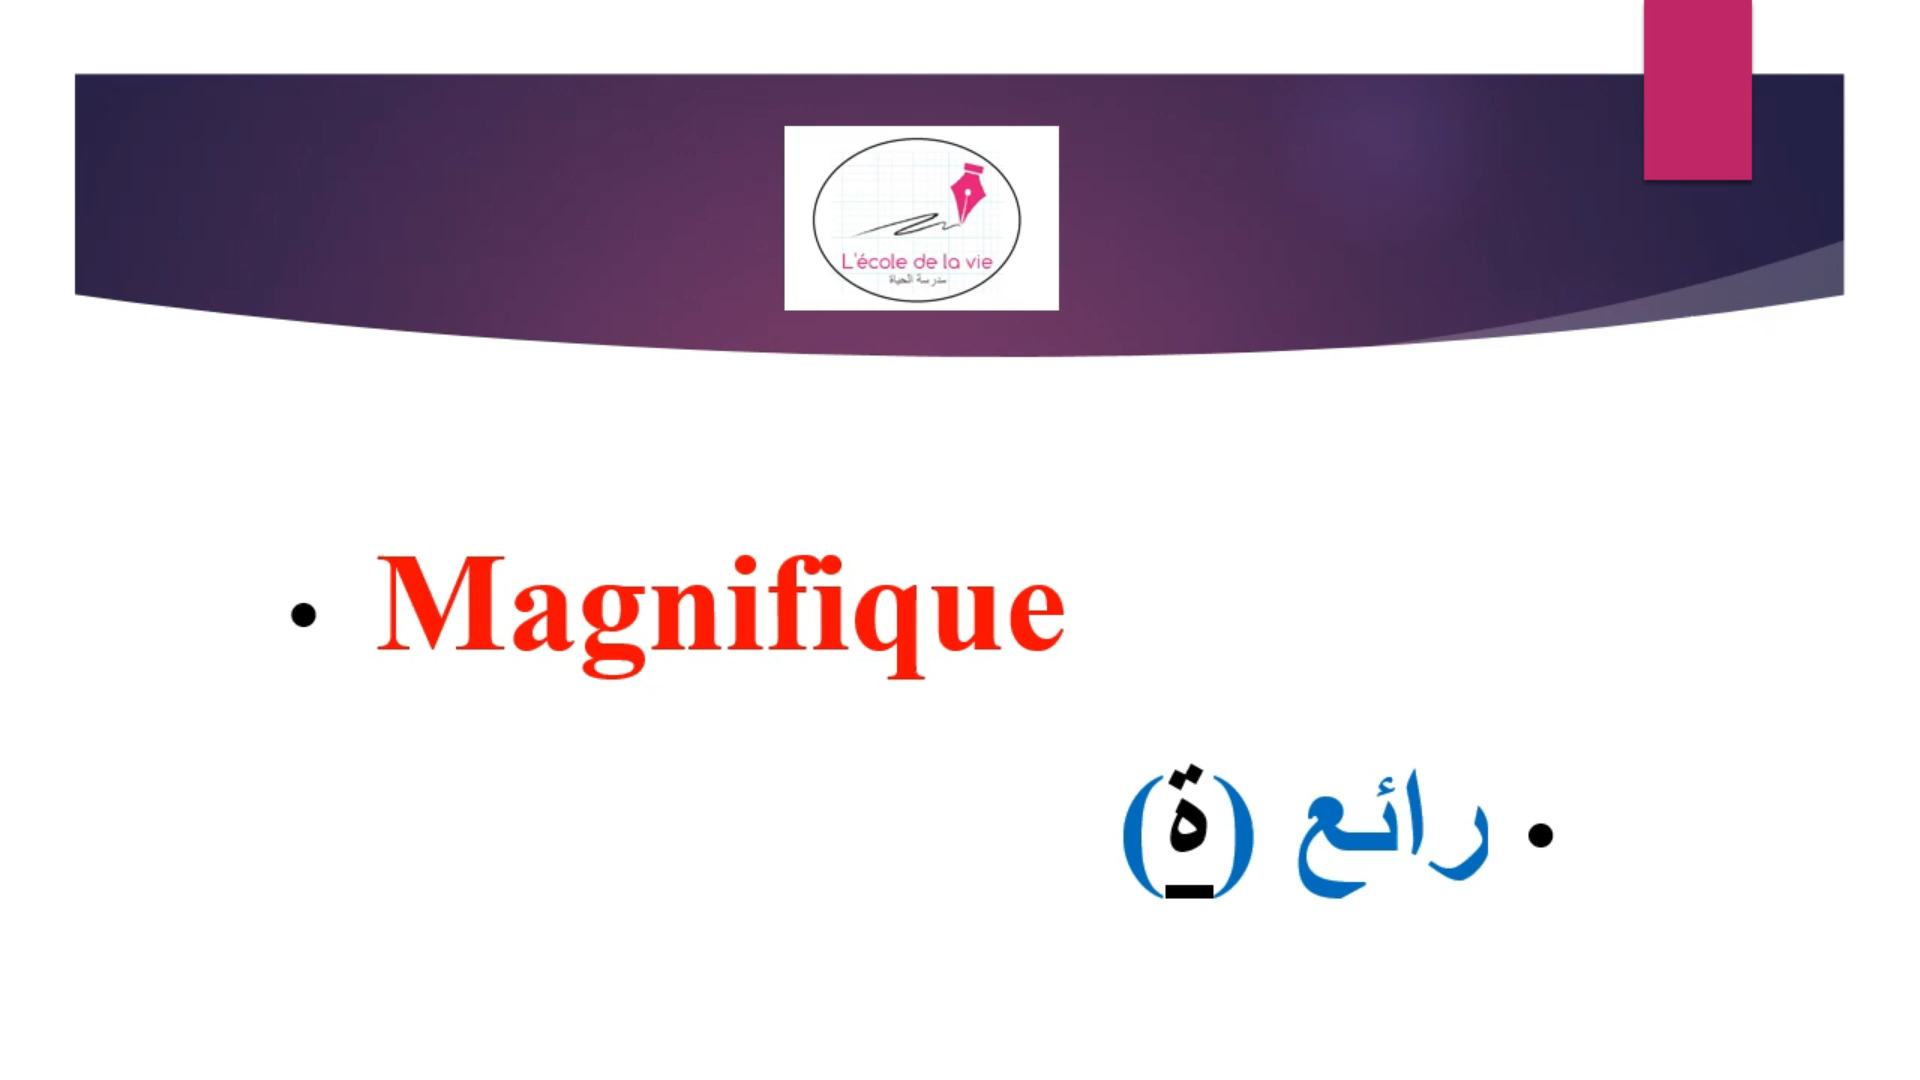 L'école de la vie
مدرسة الحياة
• Magnifique
• رائع (ة)